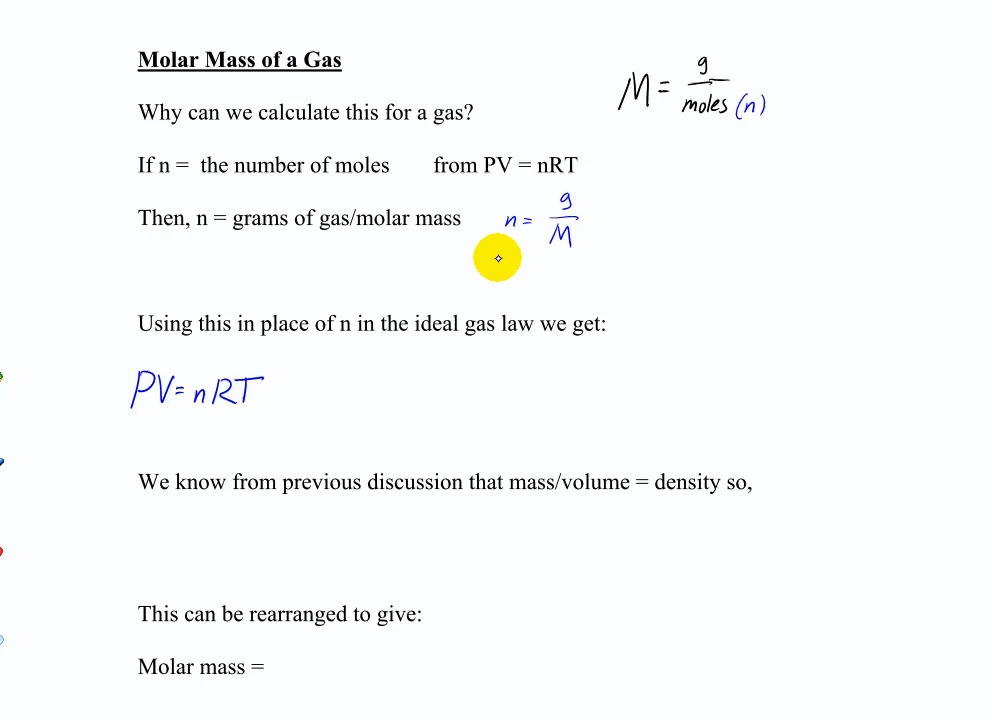 Molar Mass of a Gas
M = g / moles (n)
Why can we calculate this for a gas?
If n = the number of moles from PV = nRT
Then, n = grams of gas/molar mass n = g / M
Using this in place of n in the ideal gas law we get:
PV = nRT
We know from previous discussion that mass/volume = density so,
This can be rearranged to give:
Molar mass =